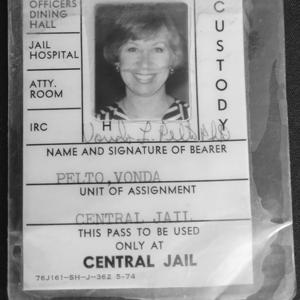 OFFICERS
DINING
HALL
JAIL
HOSPITAL
ATTY.
ROOM
IRC
H
CUSTODY
NAME AND SIGNATURE OF BEARER
PELTO, VONDA
UNIT OF ASSIGNMENT
CENTRAL JAIL
THIS PASS TO BE USED
ONLY AT
CENTRAL JAIL
76J161-SH-J-362 5-74